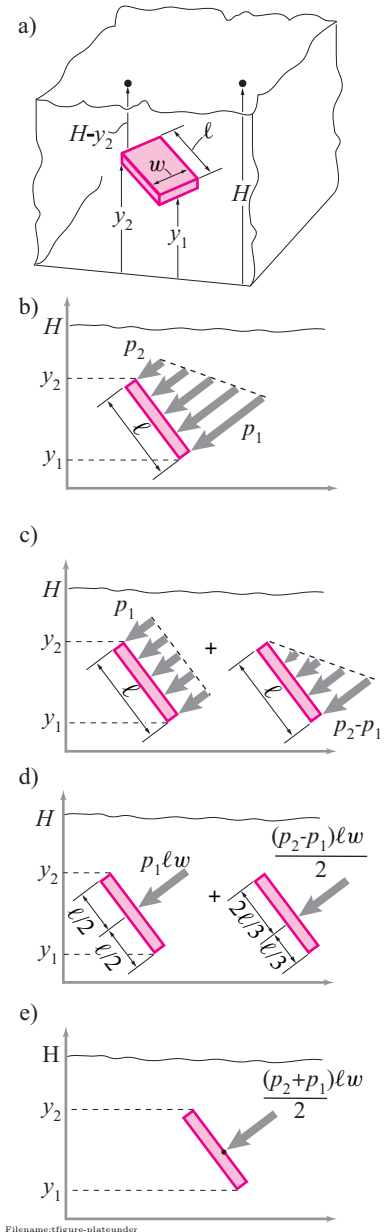 a)
H-y2
ℓ
w
H
y2
y1
b)
H
p2
y2
ℓ
p1
y1
c)
H
p1
y2
+
ℓ
ℓ
y1
p2-p1
d)
H
p1ℓw
(p2-p1)ℓw
2
y2
+
ℓ/2
2ℓ/3
ℓ/2
ℓ/3
y1
e)
H
(p2+p1)ℓw
2
y2
y1
Filename:tfigure-plateunder